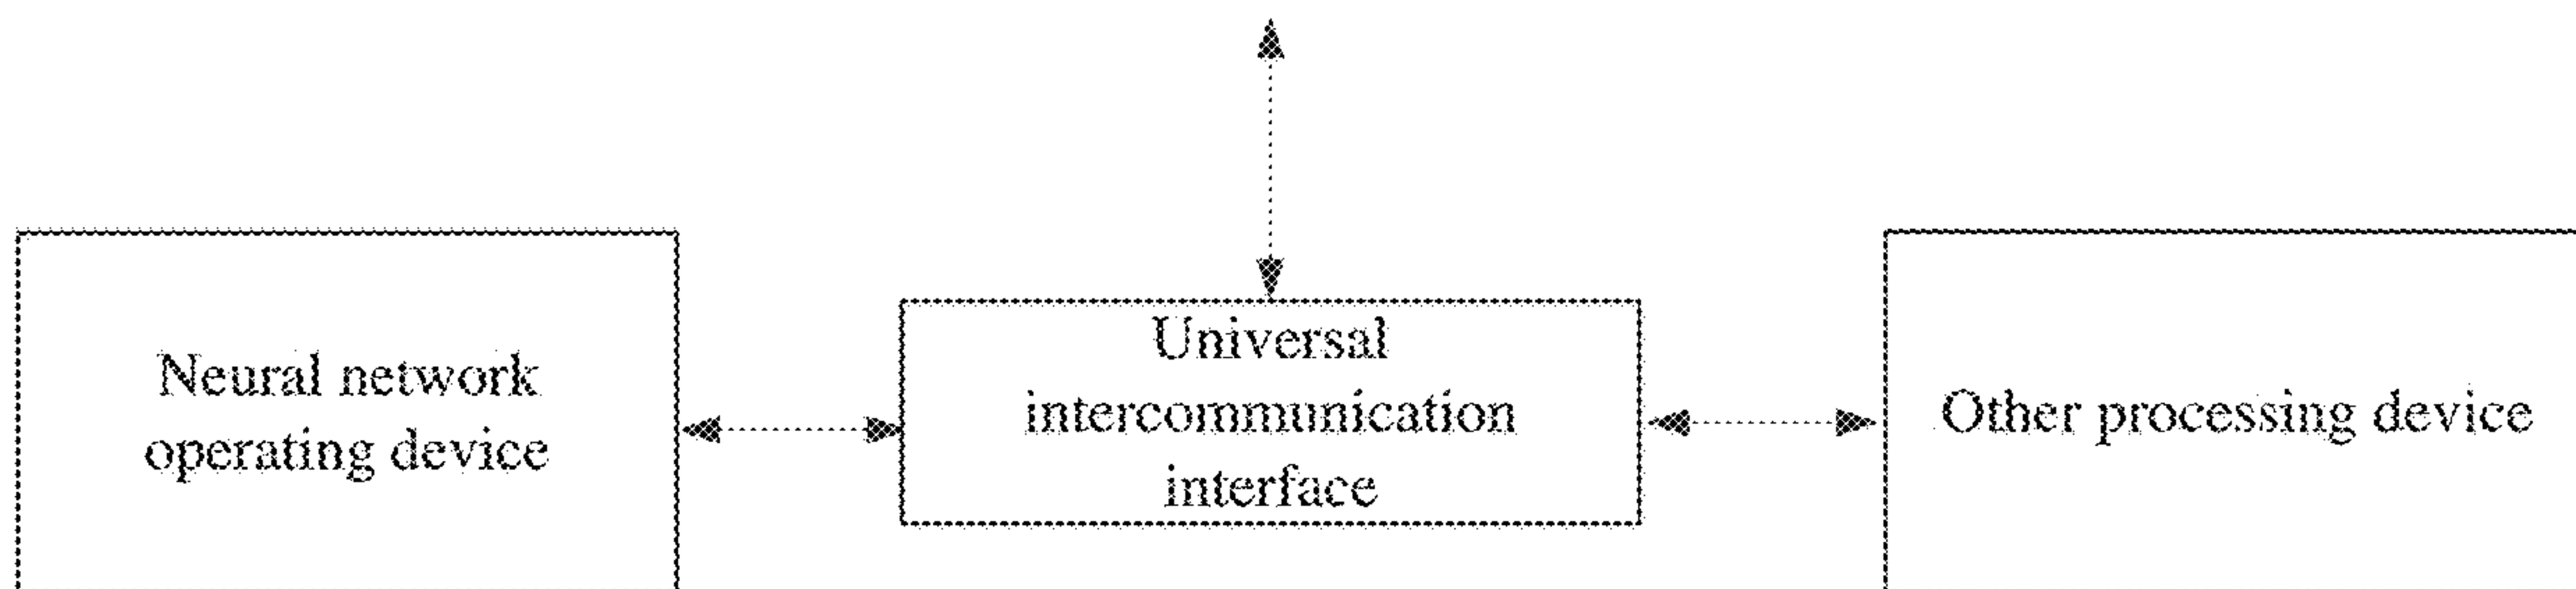 Neural network
operating device
Universal
intercommunication
interface
Other processing device